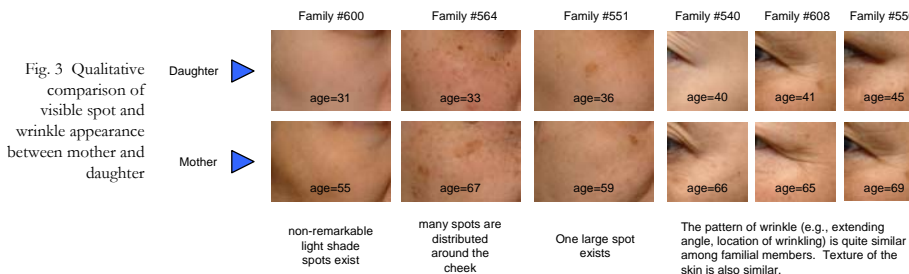 Family #600 Family #564 Family #551 Family #540 Family #608
Fig. 3 Qualitative
comparison of
visible spot and
wrinkle appearance
between mother and
daughter
Daughter
age=31 age=33 age=36 age=40 age=41 age=45
Mother
age=55 age=67 age=59 age=66 age=65 age=69
non-remarkable
light shade
spots exist
many spots are
distributed
around the
cheek
One large spot
exists
The pattern of wrinkle (e.g., extending
angle, location of wrinkling) is quite similar
among familial members. Texture of the
skin is also similar.